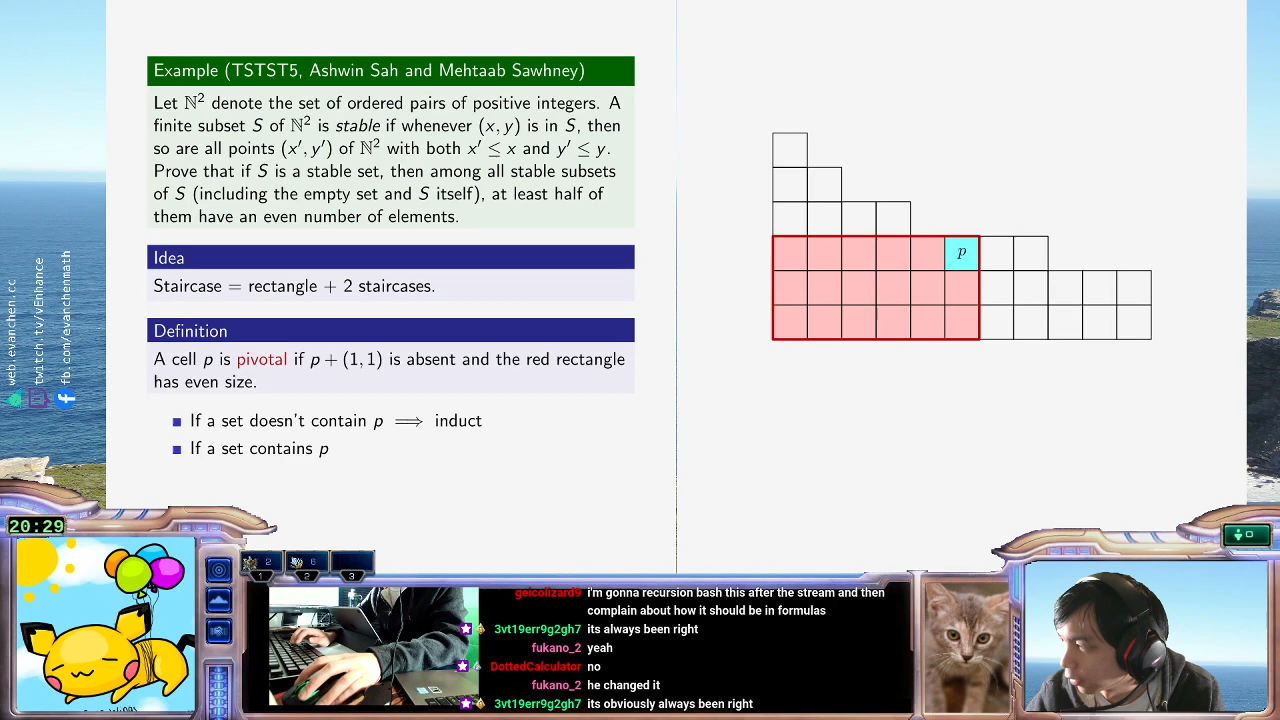 Example (TSTST5, Ashwin Sah and Mehtaab Sawhney)
Let ℕ² denote the set of ordered pairs of positive integers. A
finite subset S of ℕ² is stable if whenever (x, y) is in S, then
so are all points (x′, y′) of ℕ² with both x′ ≤ x and y′ ≤ y.
Prove that if S is a stable set, then among all stable subsets
of S (including the empty set and S itself), at least half of
them have an even number of elements.
Idea
Staircase = rectangle + 2 staircases.
Definition
A cell p is pivotal if p + (1, 1) is absent and the red rectangle
has even size.
■ If a set doesn't contain p ⟹ induct
■ If a set contains p
p
web.evanchen.cc
twitch.tv/vEnhance
fb.com/evanchenmath
20:29
2
6
1
2
3
0
geicolizard9 i'm gonna recursion bash this after the stream and then
complain about how it should be in formulas
3vt19err9g2gh7 its always been right
fukano_2 yeah
DottedCalculator no
fukano_2 he changed it
3vt19err9g2gh7 its obviously always been right